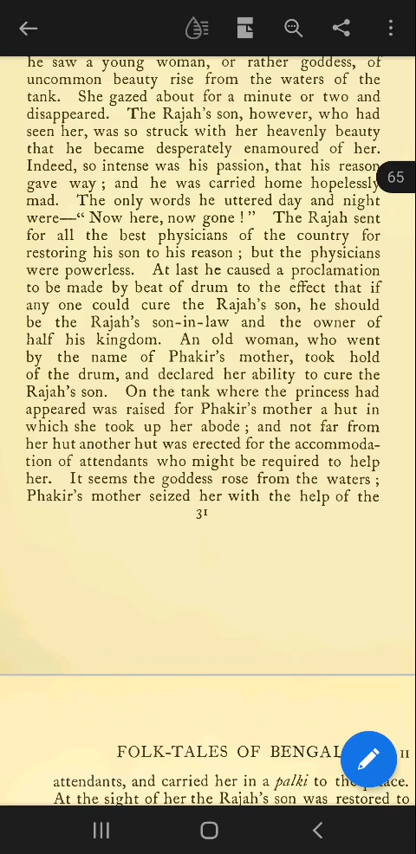 he saw a young woman, or rather goddess, of
uncommon beauty rise from the waters of the
tank. She gazed about for a minute or two and
disappeared. The Rajah's son, however, who had
seen her, was so struck with her heavenly beauty
that he became desperately enamoured of her.
Indeed, so intense was his passion, that his reason
gave way ; and he was carried home hopelessly
65
mad. The only words he uttered day and night
were—“ Now here, now gone ! ” The Rajah sent
for all the best physicians of the country for
restoring his son to his reason ; but the physicians
were powerless. At last he caused a proclamation
to be made by beat of drum to the effect that if
any one could cure the Rajah's son, he should
be the Rajah's son-in-law and the owner of
half his kingdom. An old woman, who went
by the name of Phakir's mother, took hold
of the drum, and declared her ability to cure the
Rajah's son. On the tank where the princess had
appeared was raised for Phakir's mother a hut in
which she took up her abode ; and not far from
her hut another hut was erected for the accommoda-
tion of attendants who might be required to help
her. It seems the goddess rose from the waters ;
Phakir's mother seized her with the help of the
31
FOLK-TALES OF BENGAL II
attendants, and carried her in a palki to
At the sight of her the Rajah's son was restored to